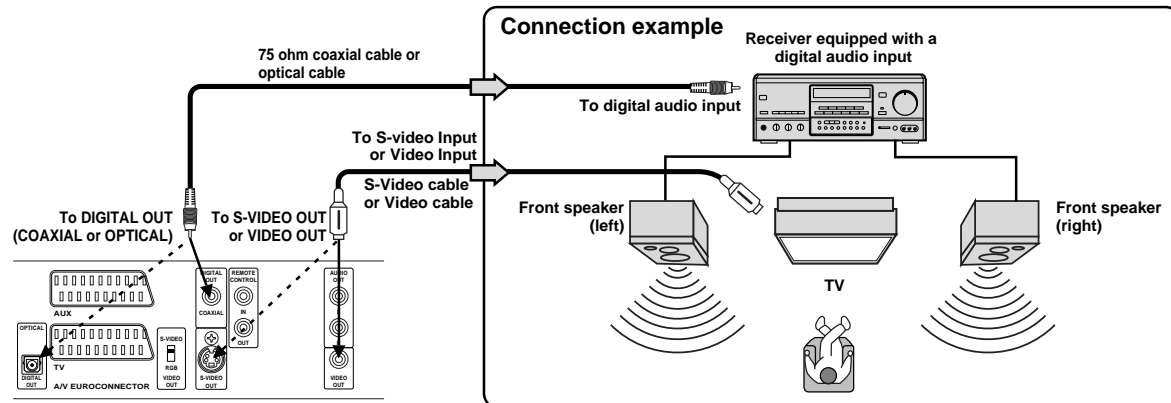 Connection example
75 ohm coaxial cable or
optical cable
Receiver equipped with a
digital audio input
To digital audio input
To S-video Input
or Video Input
S-Video cable
or Video cable
To DIGITAL OUT
(COAXIAL or OPTICAL)
To S-VIDEO OUT
or VIDEO OUT
Front speaker
(left)
Front speaker
(right)
TV
DIGITAL
OUT
REMOTE
CONTROL
AUDIO
OUT
AUX
COAXIAL
IN
OUT
OPTICAL
DIGITAL
OUT
TV
A/V EUROCONNECTOR
S-VIDEO
RGB
VIDEO
OUT
S-VIDEO
OUT
VIDEO
OUT